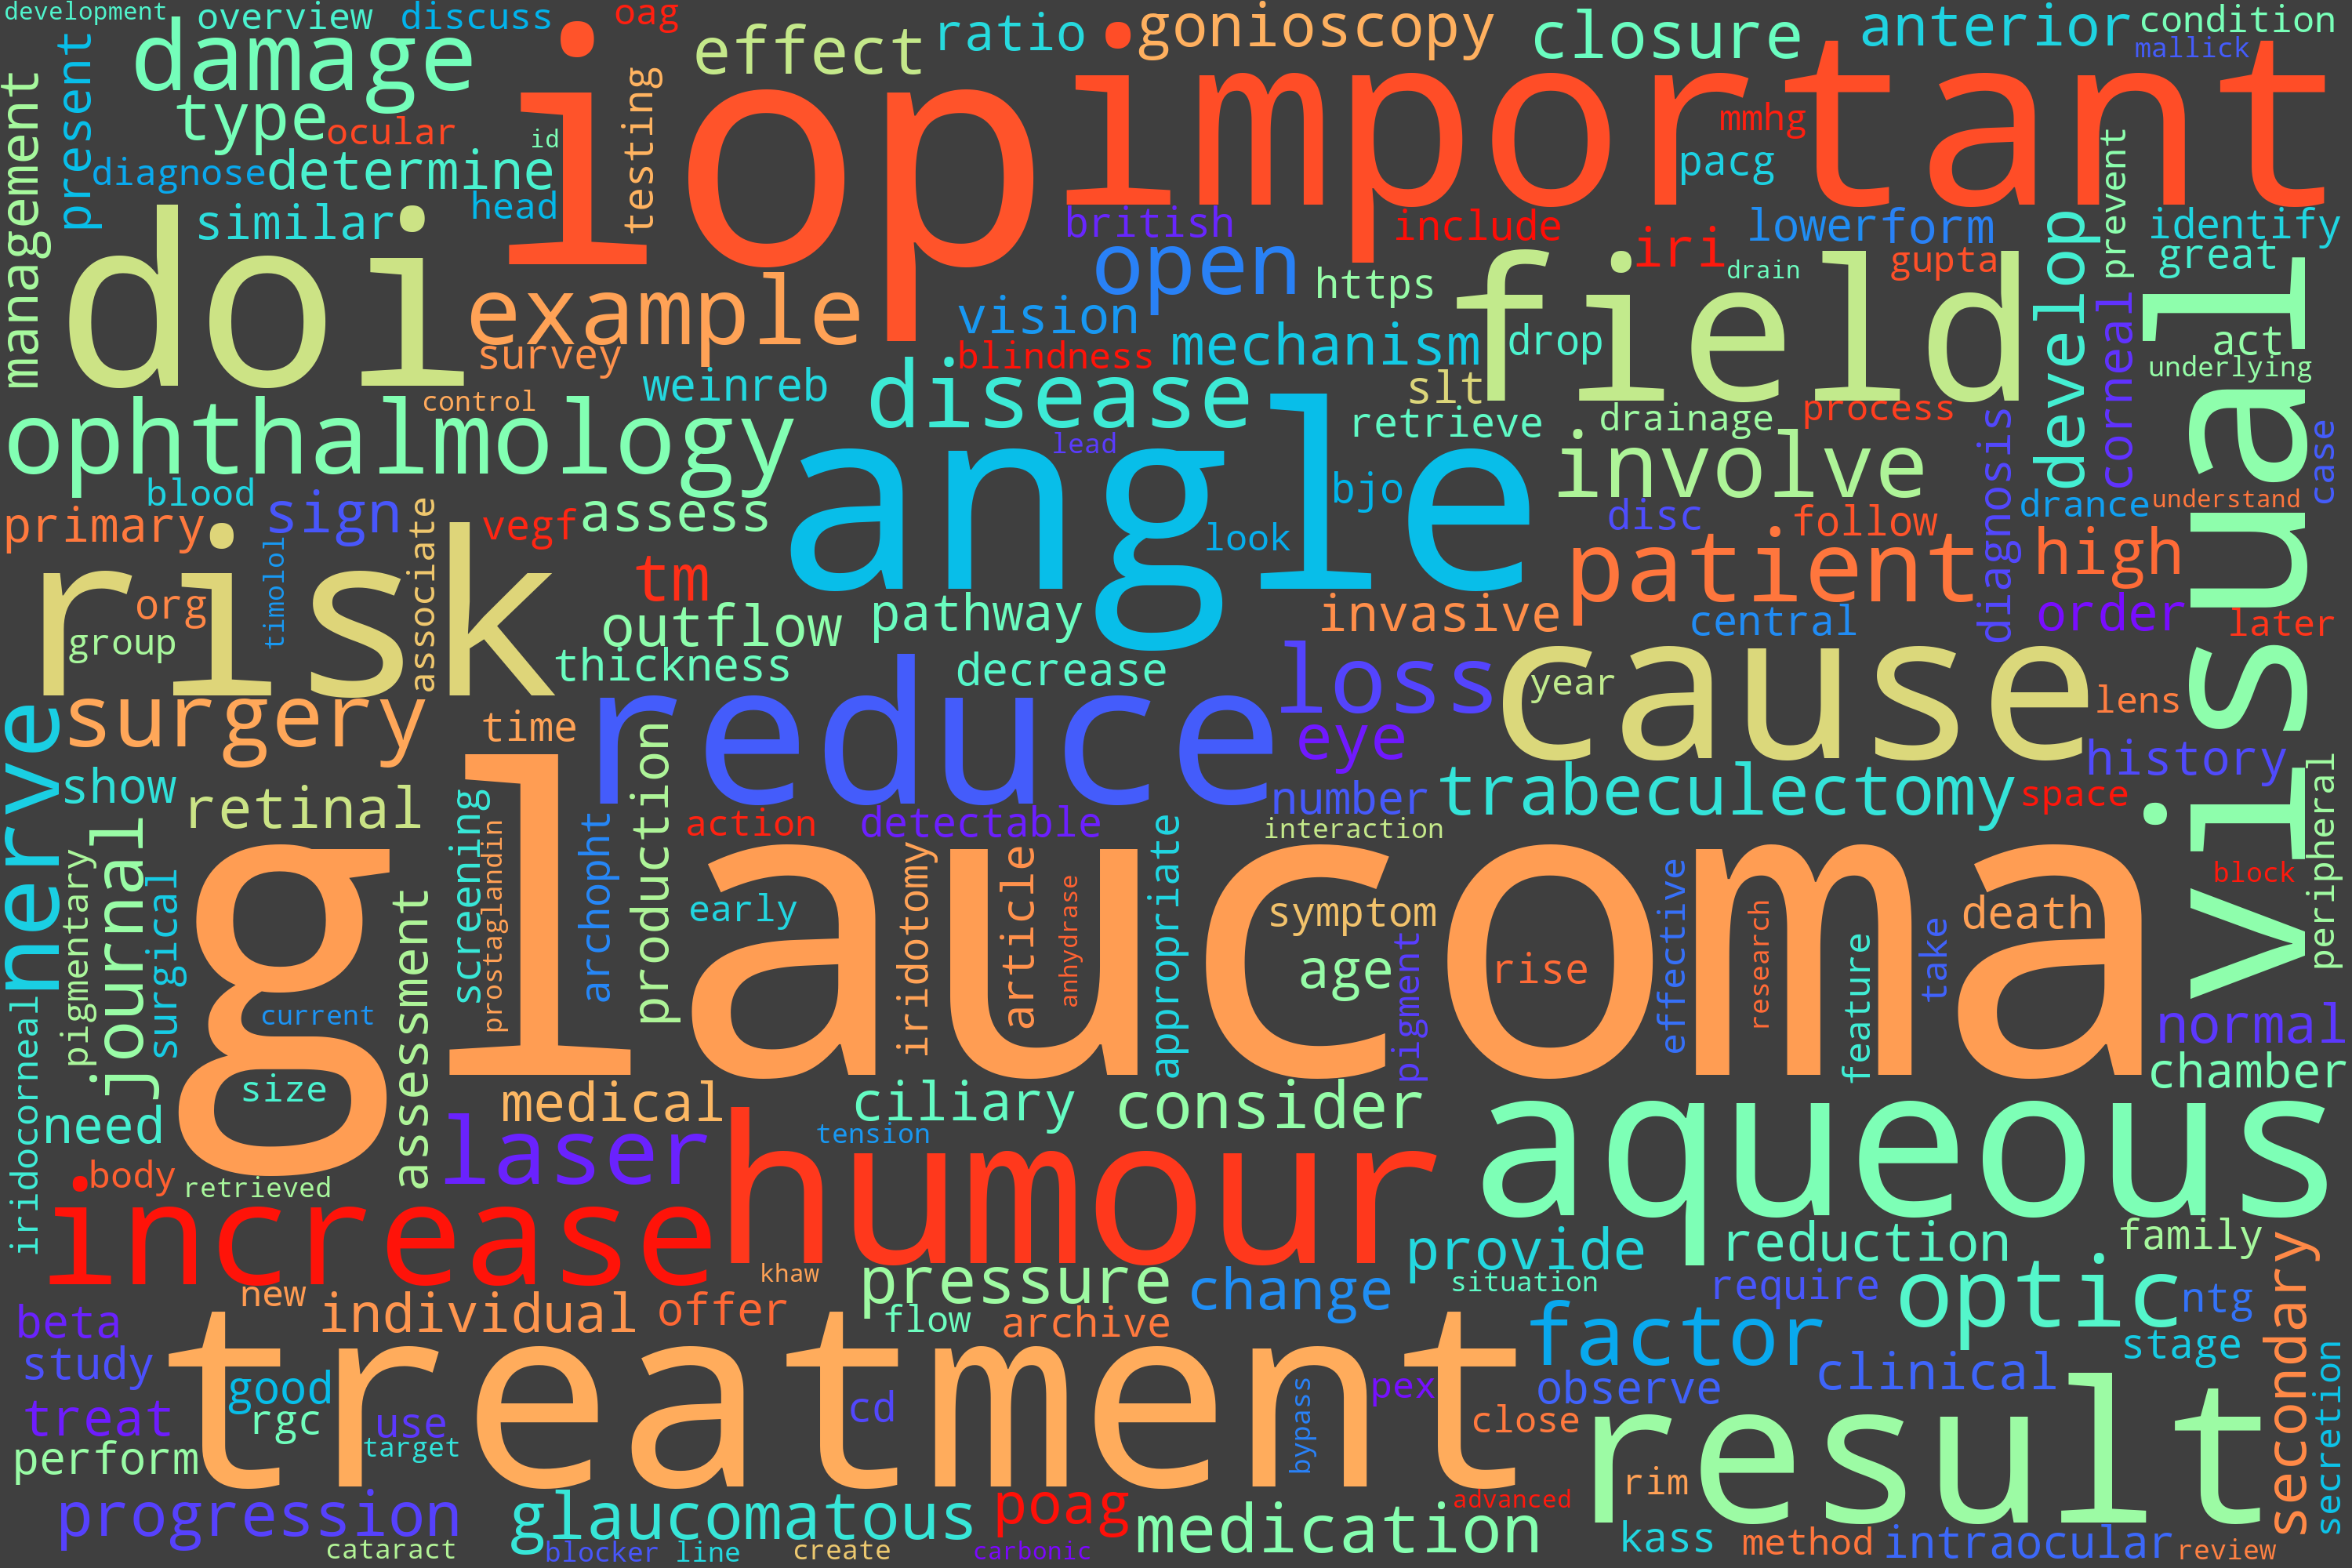 development
overview
discuss
oag
damage
effect
ratio
gonioscopy
closure
anterior
condition
mallick
iop
important
management
present
type
ocular
id
testing
mmhg
pacg
diagnose
determine
head
similar
british
include
iri
lower
form
identify
prevent
doi
example
open
https
field
drain
gupta
great
develop
visual
vision
survey
blindness
mechanism
drop
act
underlying
corneal
control
weinreb
disease
slt
retrieve
drainage
process
ophthalmology
lead
angle
involve
diagnosis
case
blood
sign
vegf
assess
look
bjo
disc
follow
drance
understand
primary
risk
timolol
associate
tm
patient
high
org
group
outflow
pathway
invasive
central
order
later
thickness
decrease
loss
year
cause
lens
nerve
surgery
time
reduce
eye
history
show
retinal
production
number
trabeculectomy
space
peripheral
journal
surgical
pigmentary
screening
prostaglandin
archopht
action
detectable
interaction
glaucoma
early
iridotomy
article
anhydrase
appropriate
symptom
age
rise
pigment
effective
research
feature
take
death
block
iridocorneal
current
assessment
normal
chamber
size
need
medical
ciliary
consider
laser
tension
humour
aqueous
body
retrieved
increase
khaw
pressure
change
provide
situation
reduction
family
new
require
optic
ntg
secondary
beta
individual
offer
flow
archive
factor
stage
secretion
study
good
treatment
cd
bypass
pex
observe
clinical
treat
rgc
use
target
close
result
perform
rim
progression
glaucomatous
poag
advanced
medication
kass
method
intraocular
review
cataract
blocker
line
create
carbonic